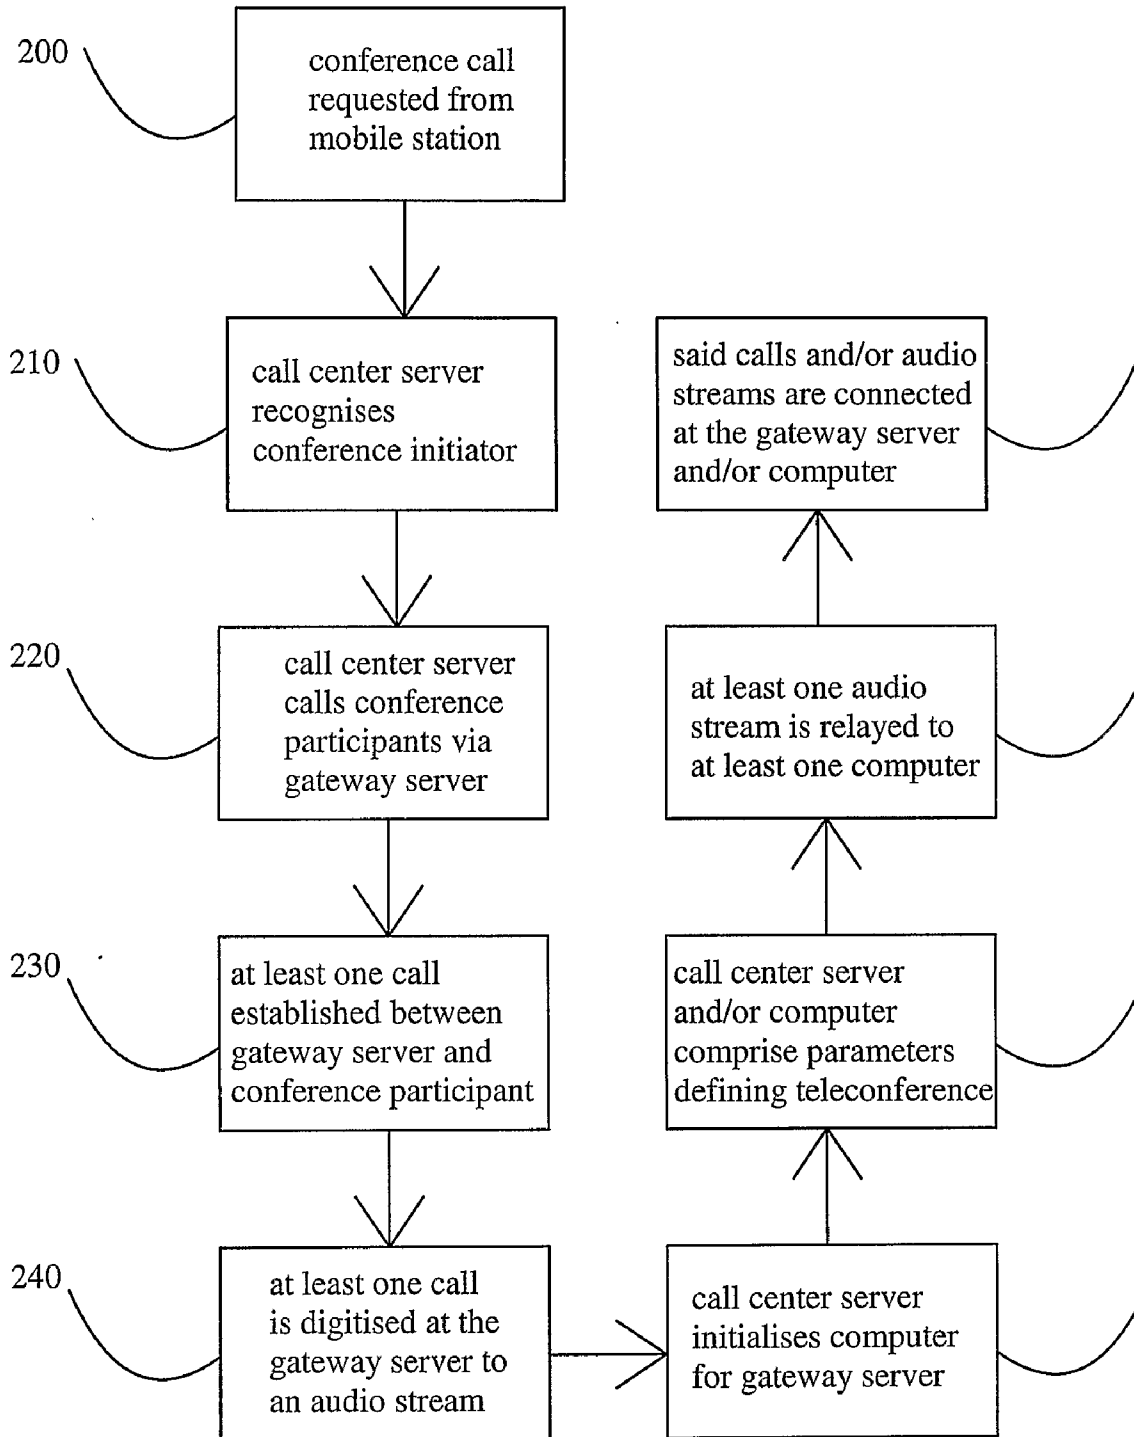 200
conference call
requested from
mobile station
210
call center server
recognises
conference initiator
220
call center server
calls conference
participants via
gateway server
230
at least one call
established between
gateway server and
conference participant
240
at least one call
is digitised at the
gateway server to
an audio stream
call center server
initialises computer
for gateway server
call center server
and/or computer
comprise parameters
defining teleconference
at least one audio
stream is relayed to
at least one computer
said calls and/or audio
streams are connected
at the gateway server
and/or computer